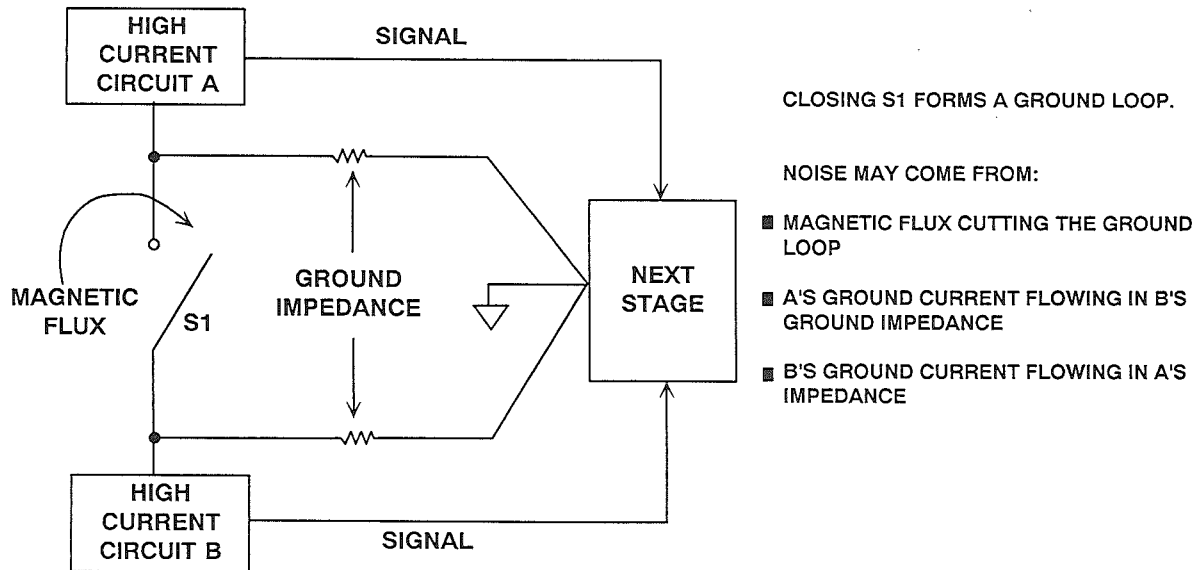 HIGH
CURRENT
CIRCUIT A
SIGNAL
CLOSING S1 FORMS A GROUND LOOP.
NOISE MAY COME FROM:
MAGNETIC FLUX CUTTING THE GROUND
LOOP
A'S GROUND CURRENT FLOWING IN B'S
GROUND IMPEDANCE
B'S GROUND CURRENT FLOWING IN A'S
IMPEDANCE
MAGNETIC
FLUX
S1
GROUND
IMPEDANCE
NEXT
STAGE
HIGH
CURRENT
CIRCUIT B
SIGNAL